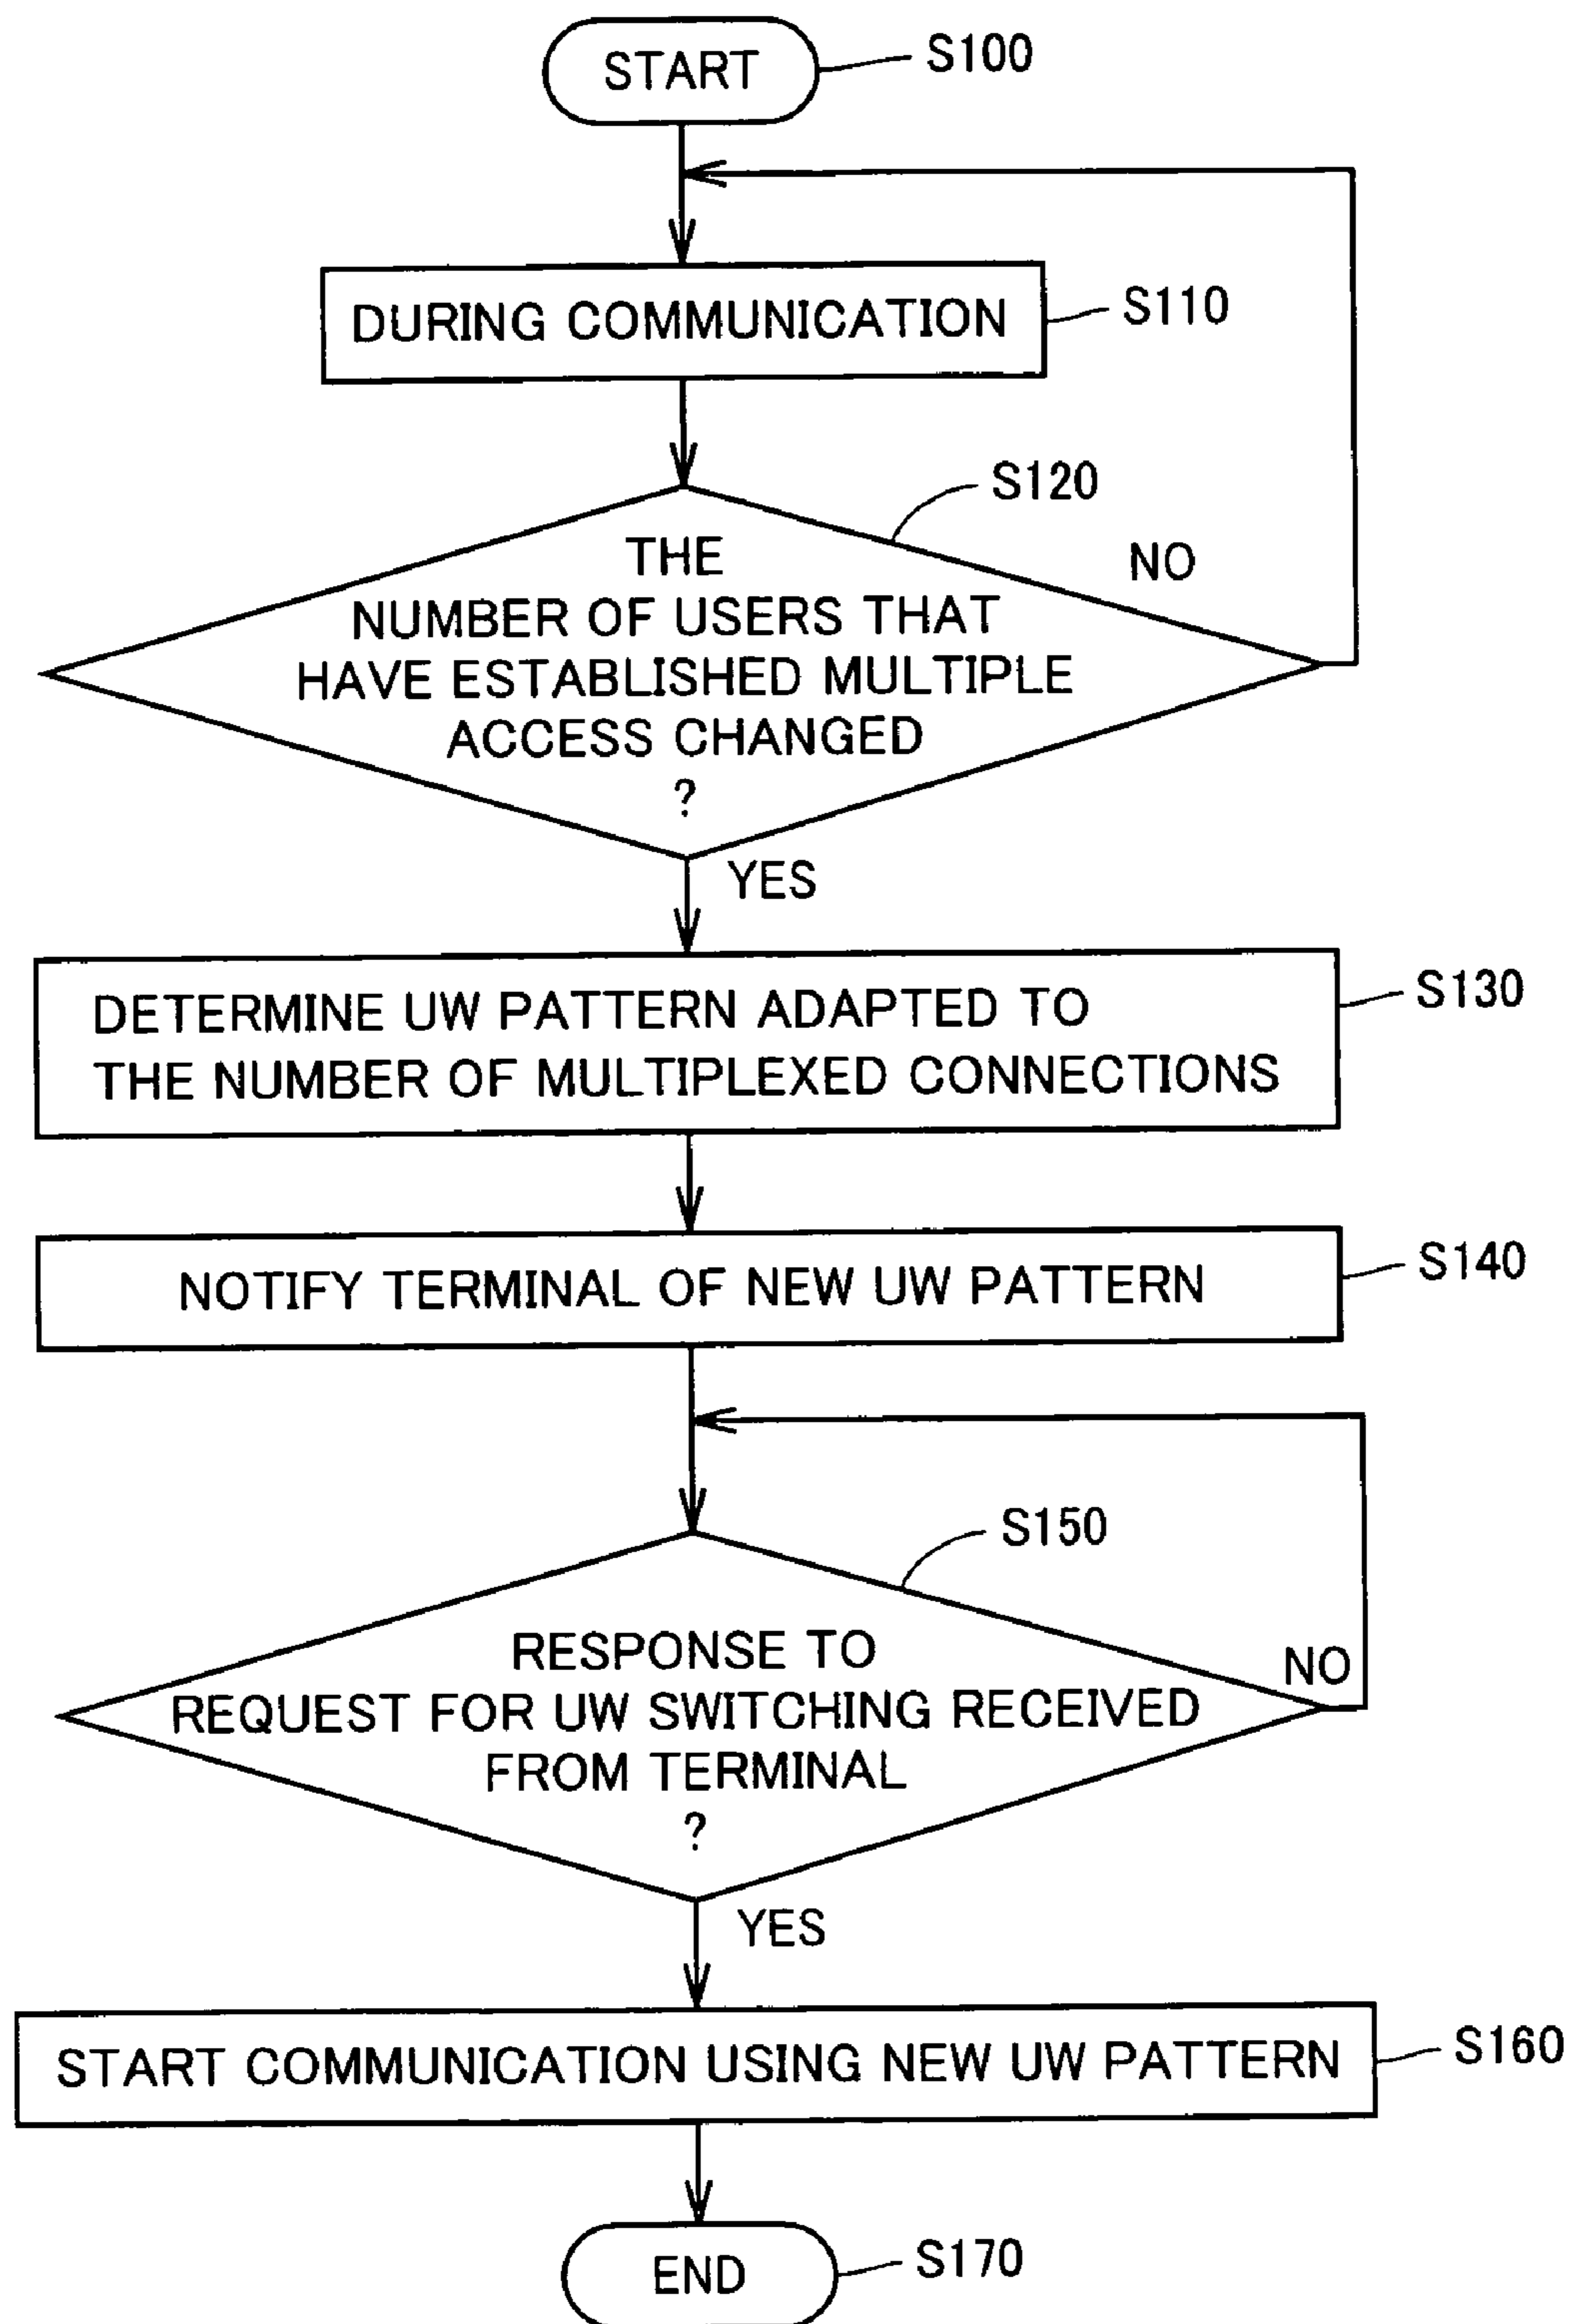 START
S100
DURING COMMUNICATION
S110
S120
THE
NUMBER OF USERS THAT
HAVE ESTABLISHED MULTIPLE
ACCESS CHANGED
?
NO
YES
DETERMINE UW PATTERN ADAPTED TO
THE NUMBER OF MULTIPLEXED CONNECTIONS
S130
NOTIFY TERMINAL OF NEW UW PATTERN
S140
S150
RESPONSE TO
REQUEST FOR UW SWITCHING RECEIVED
FROM TERMINAL
?
NO
YES
START COMMUNICATION USING NEW UW PATTERN
S160
END
S170